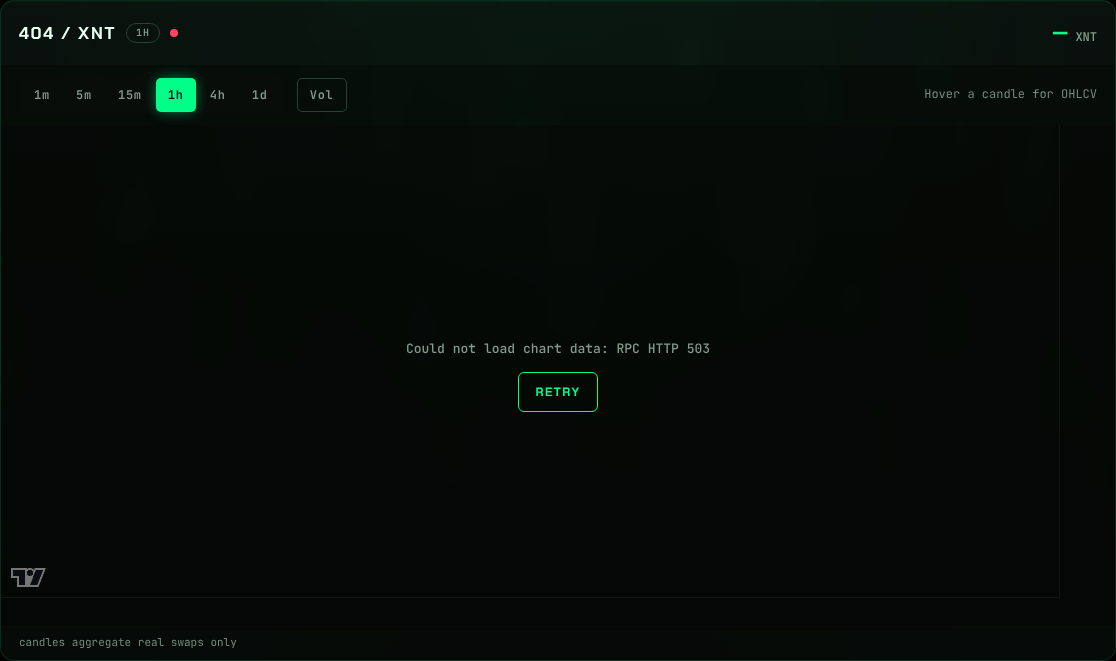 404 / XNT 1H
— XNT
1m 5m 15m 1h 4h 1d Vol
Hover a candle for OHLCV
Could not load chart data: RPC HTTP 503
RETRY
candles aggregate real swaps only